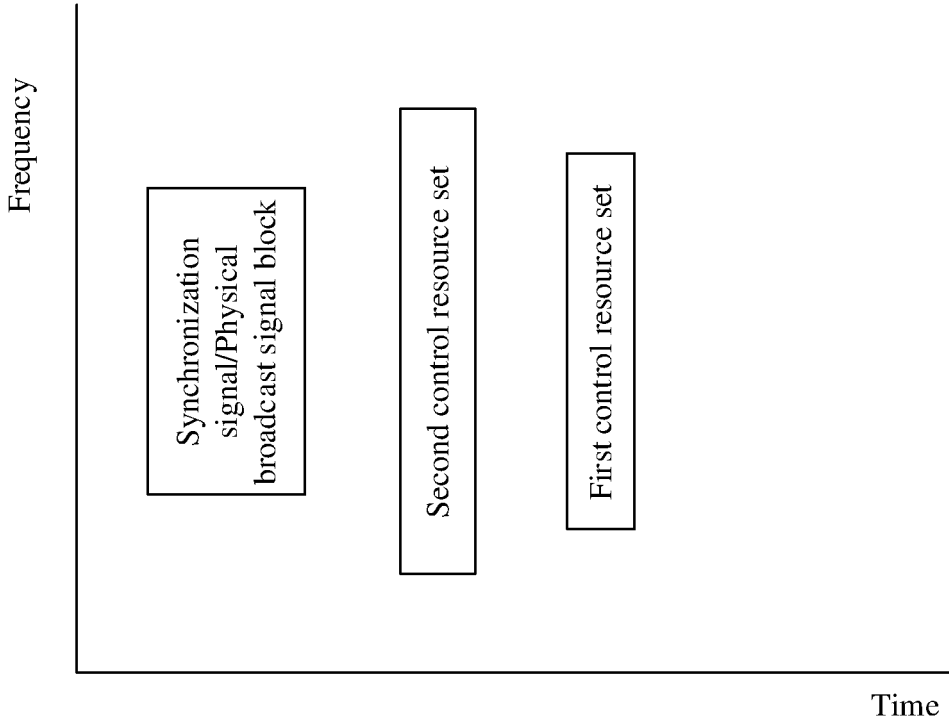 Frequency
Synchronization
signal/Physical
broadcast signal block
Second control resource set
First control resource set
Time